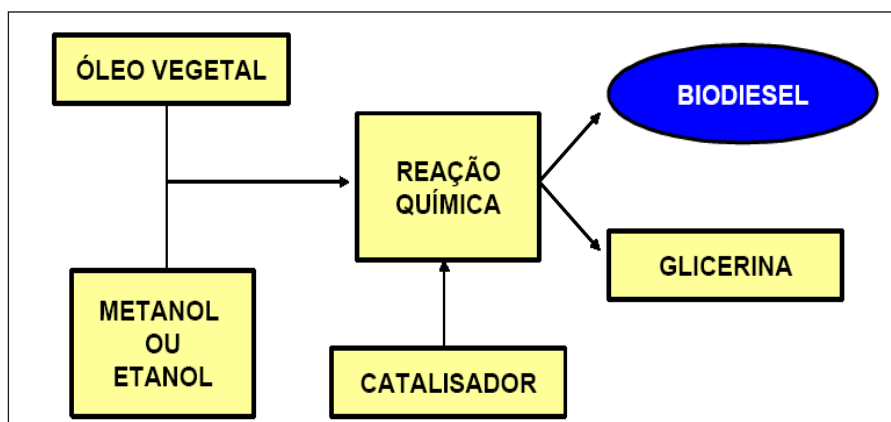 ÓLEO VEGETAL
BIODIESEL
REAÇÃO
QUÍMICA
GLICERINA
METANOL
OU
ETANOL
CATALISADOR